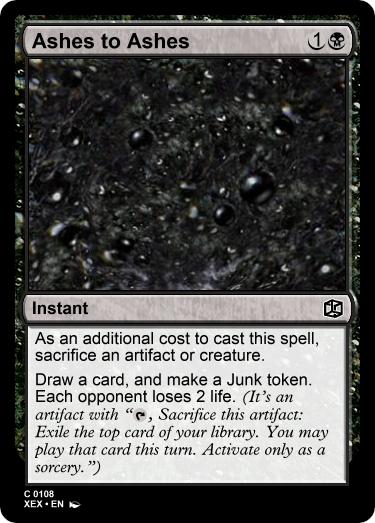 Ashes to Ashes 1
Instant
As an additional cost to cast this spell,
sacrifice an artifact or creature.
Draw a card, and make a Junk token.
Each opponent loses 2 life. (It's an
artifact with “, Sacrifice this artifact:
Exile the top card of your library. You may
play that card this turn. Activate only as a
sorcery.”)
C 0108
XEX • EN